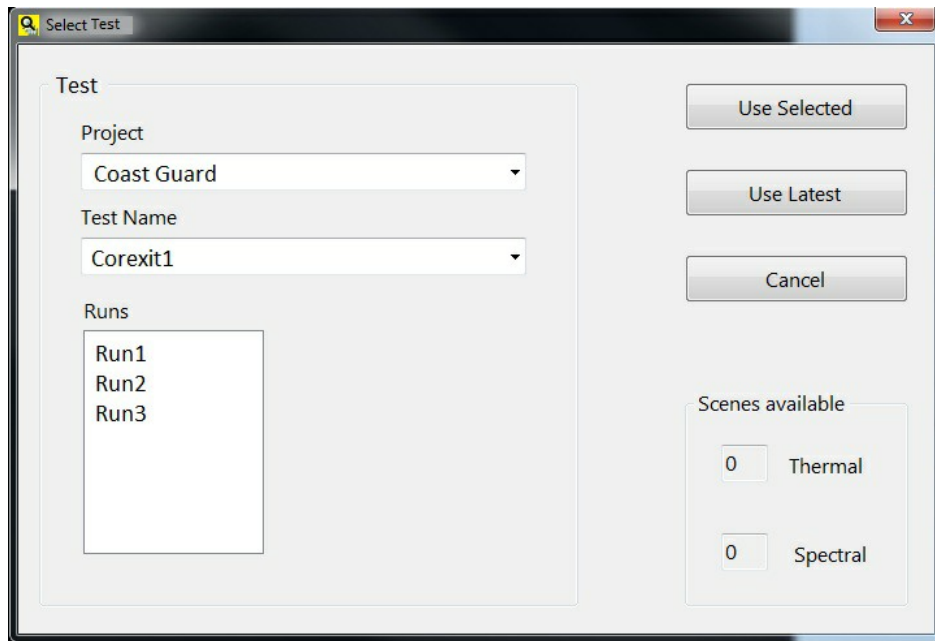 Select Test
Test
Project
Coast Guard
Test Name
Corexit1
Runs
Run1
Run2
Run3
Use Selected
Use Latest
Cancel
Scenes available
0 Thermal
0 Spectral